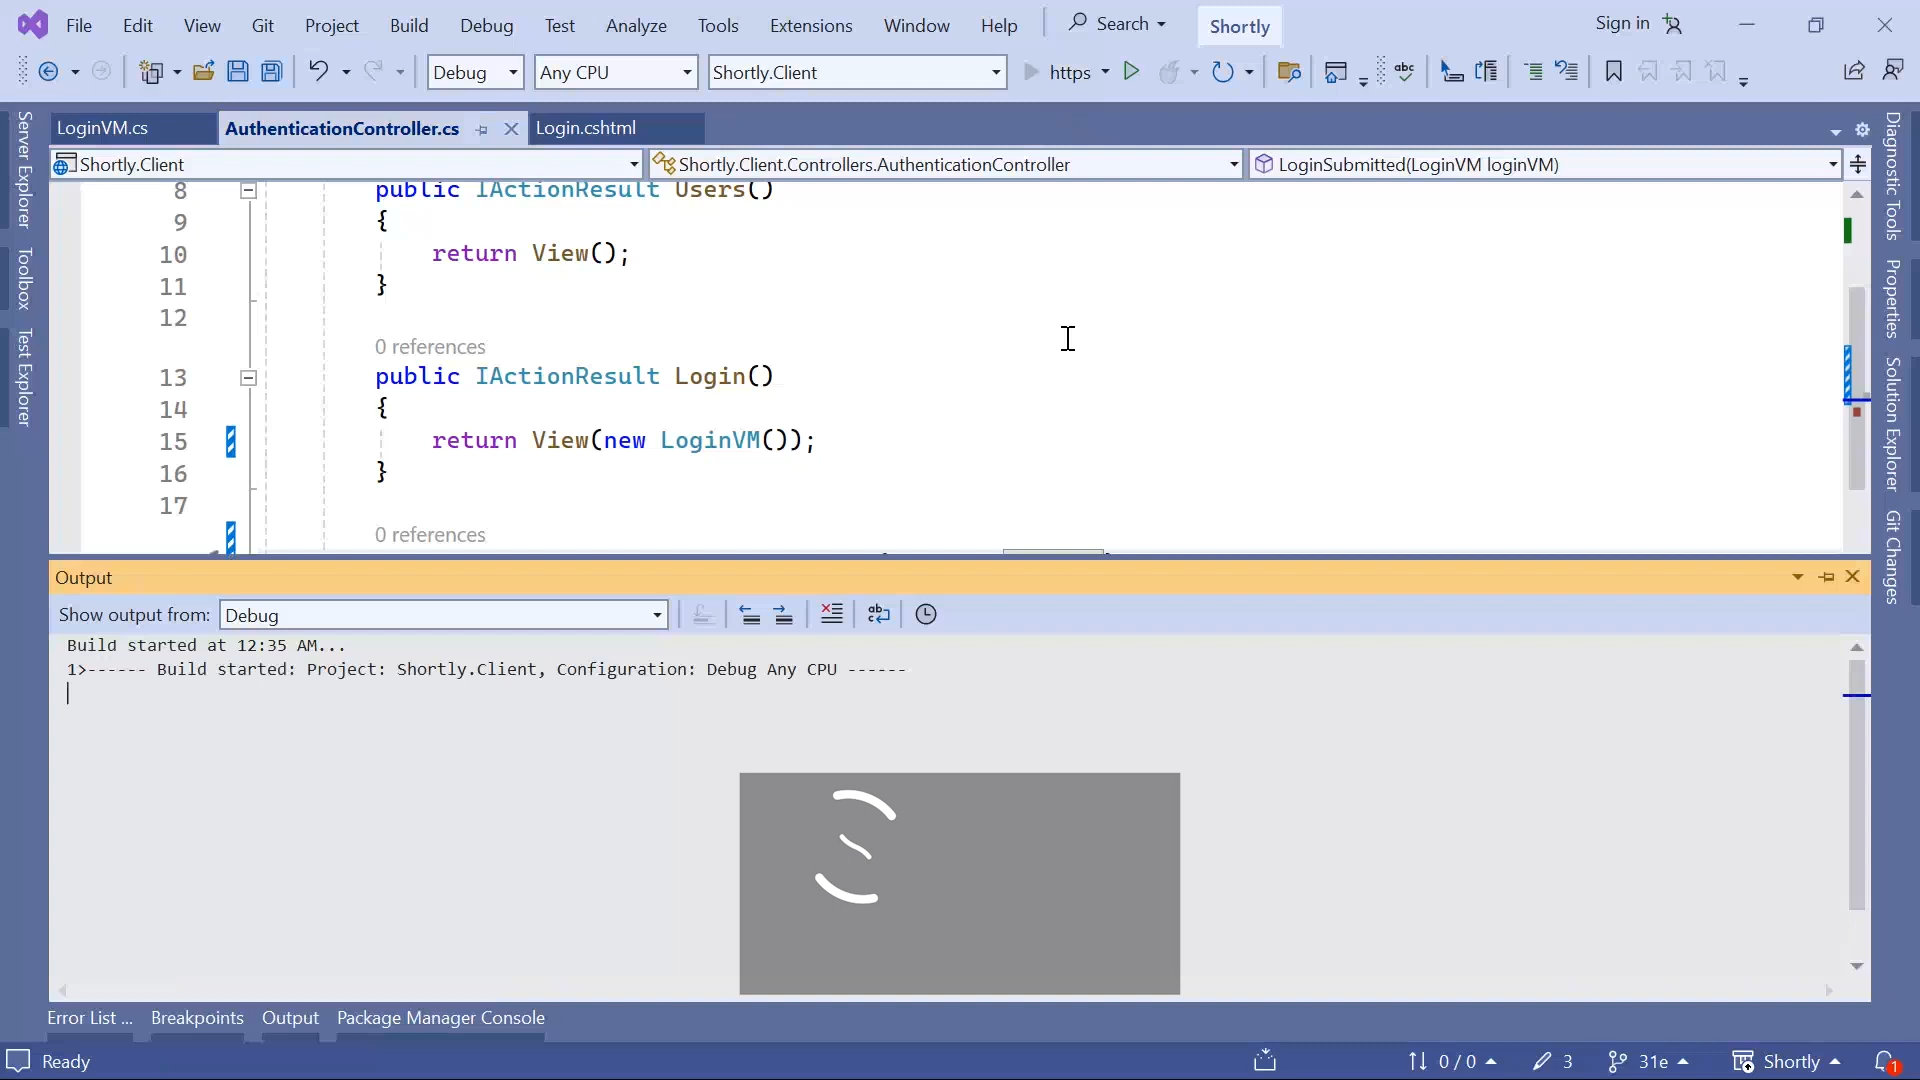 File Edit View Git Project Build Debug Test Analyze Tools Extensions Window Help Search Shortly Sign in
Debug Any CPU Shortly.Client https abc
LoginVM.cs AuthenticationController.cs Login.cshtml
Shortly.Client Shortly.Client.Controllers.AuthenticationController LoginSubmitted(LoginVM loginVM)
Server Explorer
Toolbox
Test Explorer
8 public IActionResult Users()
9 {
10 return View();
11 }
12
0 references
13 public IActionResult Login()
14 {
15 return View(new LoginVM());
16 }
17
0 references
Diagnostic Tools
Properties
Solution Explorer
Git Changes
Output
Show output from: Debug ab
Build started at 12:35 AM...
1>------ Build started: Project: Shortly.Client, Configuration: Debug Any CPU ------
Error List ... Breakpoints Output Package Manager Console
Ready 0 / 0 3 31e Shortly 1